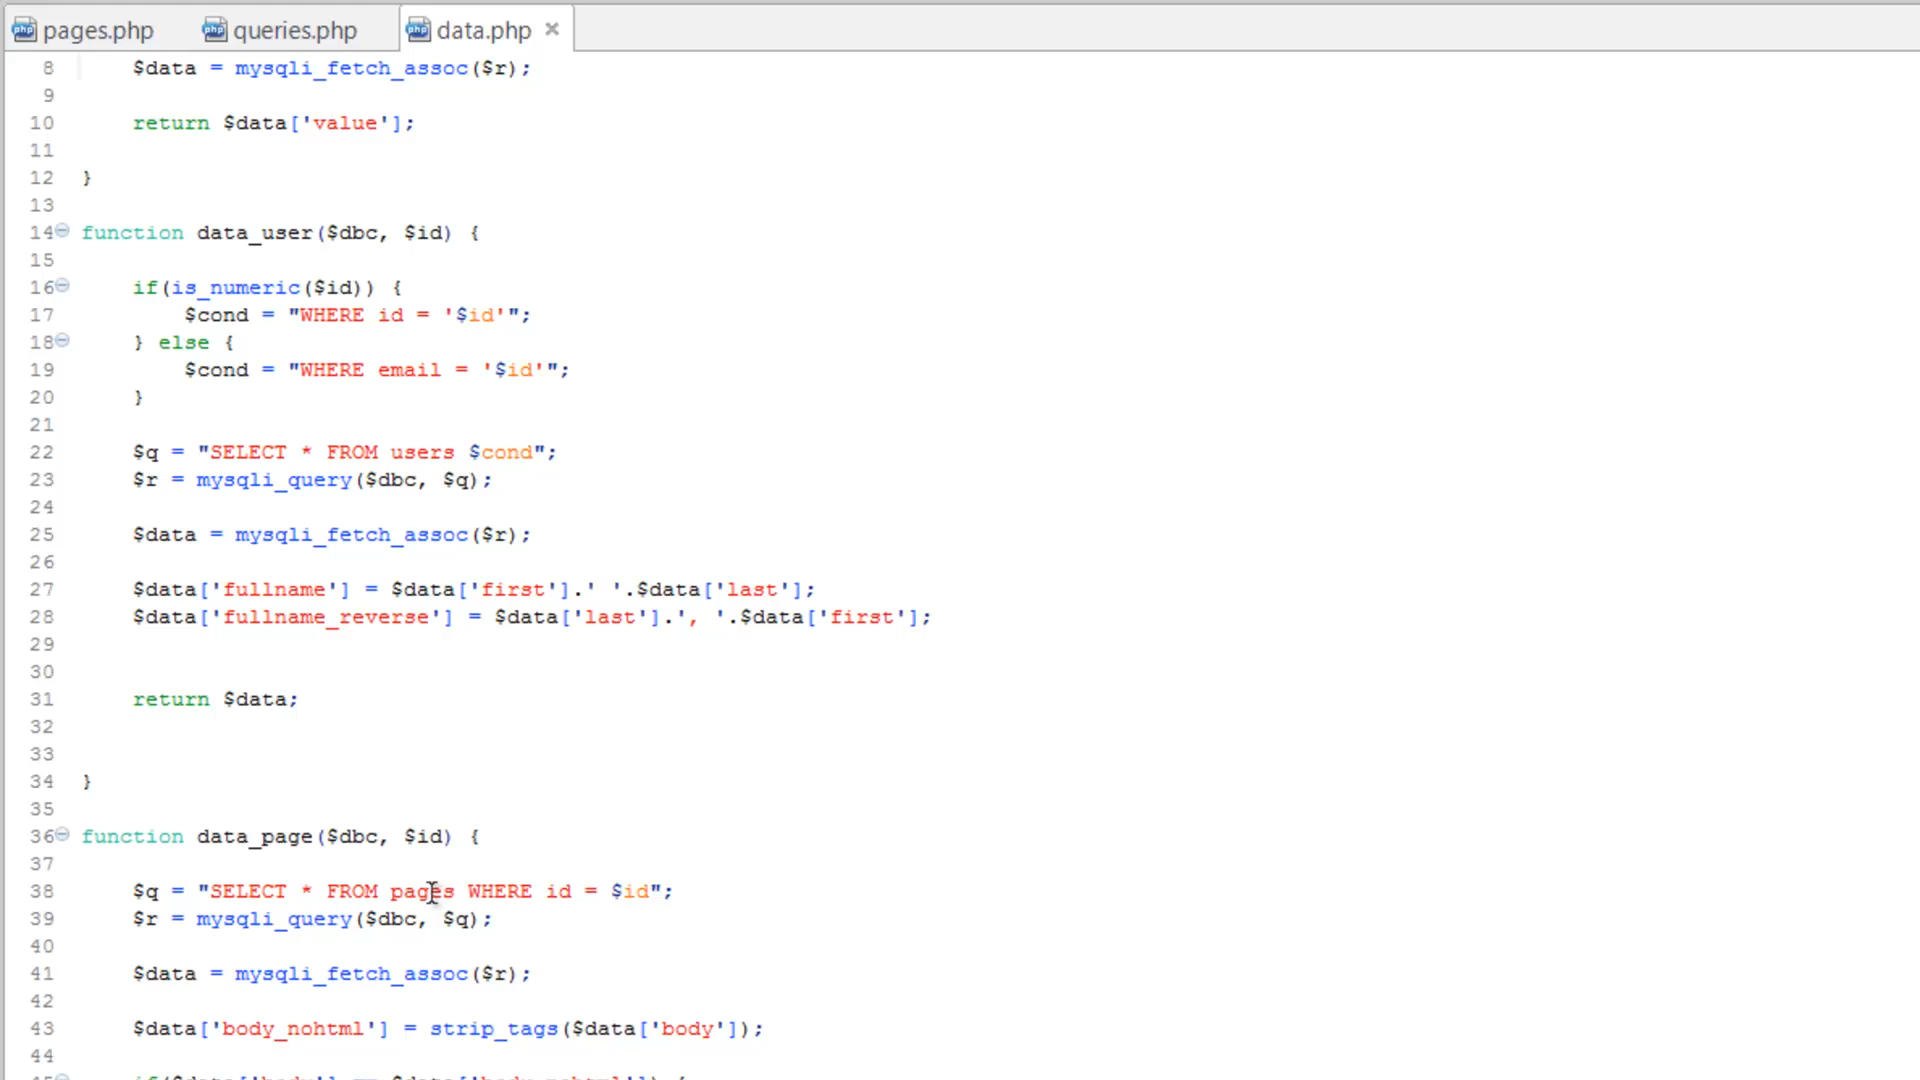 pages.php queries.php data.php
8 $data = mysqli_fetch_assoc($r);
9
10 return $data['value'];
11
12 }
13
14 function data_user($dbc, $id) {
15
16 if(is_numeric($id)) {
17 $cond = "WHERE id = '$id'";
18 } else {
19 $cond = "WHERE email = '$id'";
20 }
21
22 $q = "SELECT * FROM users $cond";
23 $r = mysqli_query($dbc, $q);
24
25 $data = mysqli_fetch_assoc($r);
26
27 $data['fullname'] = $data['first'].' '.$data['last'];
28 $data['fullname_reverse'] = $data['last'].', '.$data['first'];
29
30
31 return $data;
32
33
34 }
35
36 function data_page($dbc, $id) {
37
38 $q = "SELECT * FROM pages WHERE id = $id";
39 $r = mysqli_query($dbc, $q);
40
41 $data = mysqli_fetch_assoc($r);
42
43 $data['body_nohtml'] = strip_tags($data['body']);
44